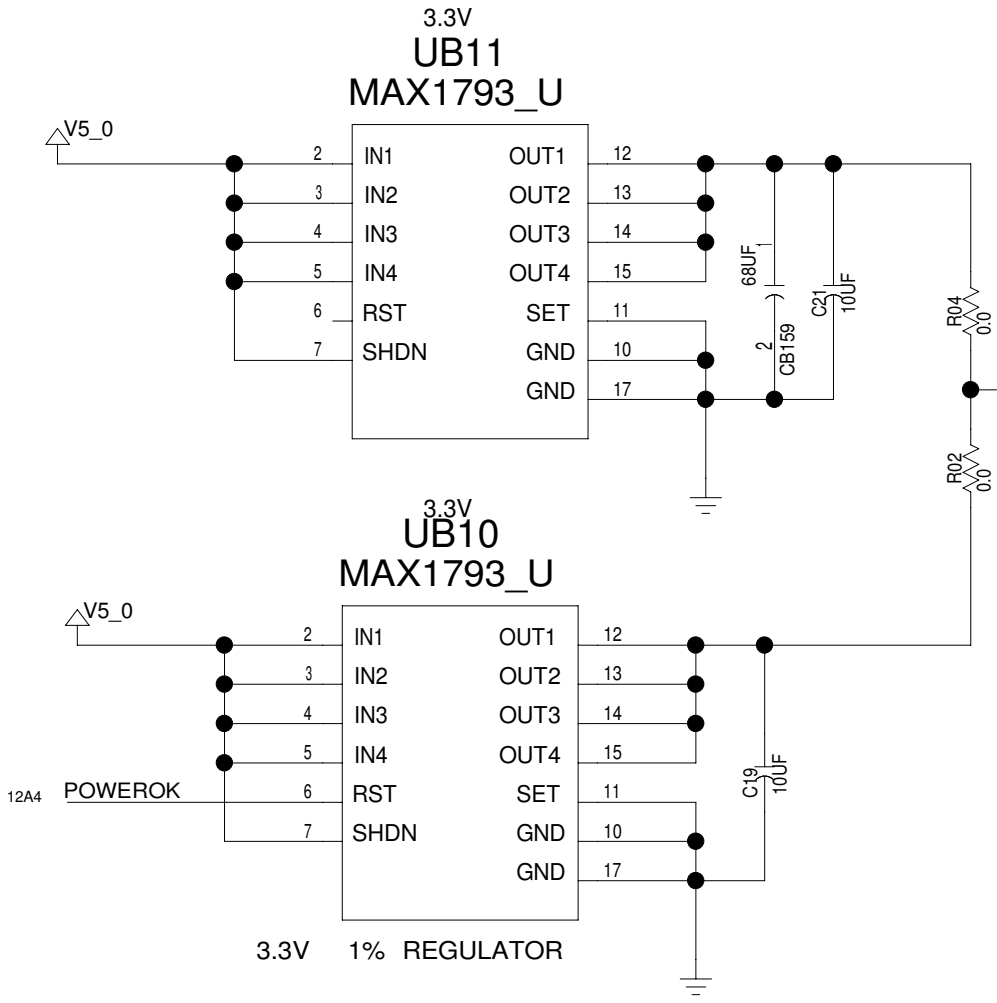 3.3V
UB11
MAX1793_U
V5_0
2 IN1 OUT1 12
3 IN2 OUT2 13
4 IN3 OUT3 14
5 IN4 OUT4 15
6 RST SET 11
7 SHDN GND 10
GND 17
68UF
1
2
CB159
C21
10UF
R04
0.0
R02
0.0
3.3V
UB10
MAX1793_U
V5_0
2 IN1 OUT1 12
3 IN2 OUT2 13
4 IN3 OUT3 14
5 IN4 OUT4 15
12A4 POWEROK 6 RST SET 11
7 SHDN GND 10
GND 17
C19
10UF
3.3V 1% REGULATOR